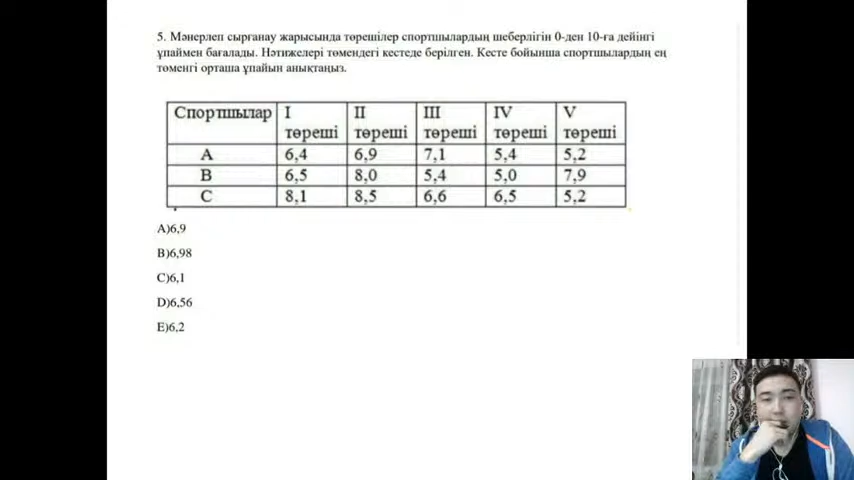 5. Мәнерлеп сырғанау жарысында төрешілер спортшылардың шеберлігін 0-ден 10-ға дейінгі
ұпаймен бағалады. Нәтижелері төмендегі кестеде берілген. Кесте бойынша спортшылардың ең
төменгі орташа ұпайын анықтаңыз.
Спортшылар I төреші II төреші III төреші IV төреші V төреші
A 6,4 6,9 7,1 5,4 5,2
B 6,5 8,0 5,4 5,0 7,9
C 8,1 8,5 6,6 6,5 5,2
A)6,9
B)6,98
C)6,1
D)6,56
E)6,2